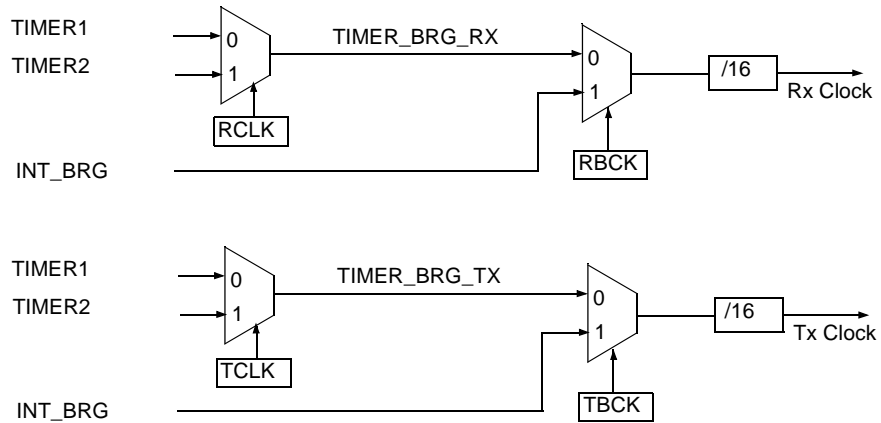 TIMER1
0
TIMER_BRG_RX
0
/16
TIMER2
1
1
Rx Clock
RCLK
RBCK
INT_BRG
TIMER1
0
TIMER_BRG_TX
0
/16
TIMER2
1
1
Tx Clock
TCLK
TBCK
INT_BRG